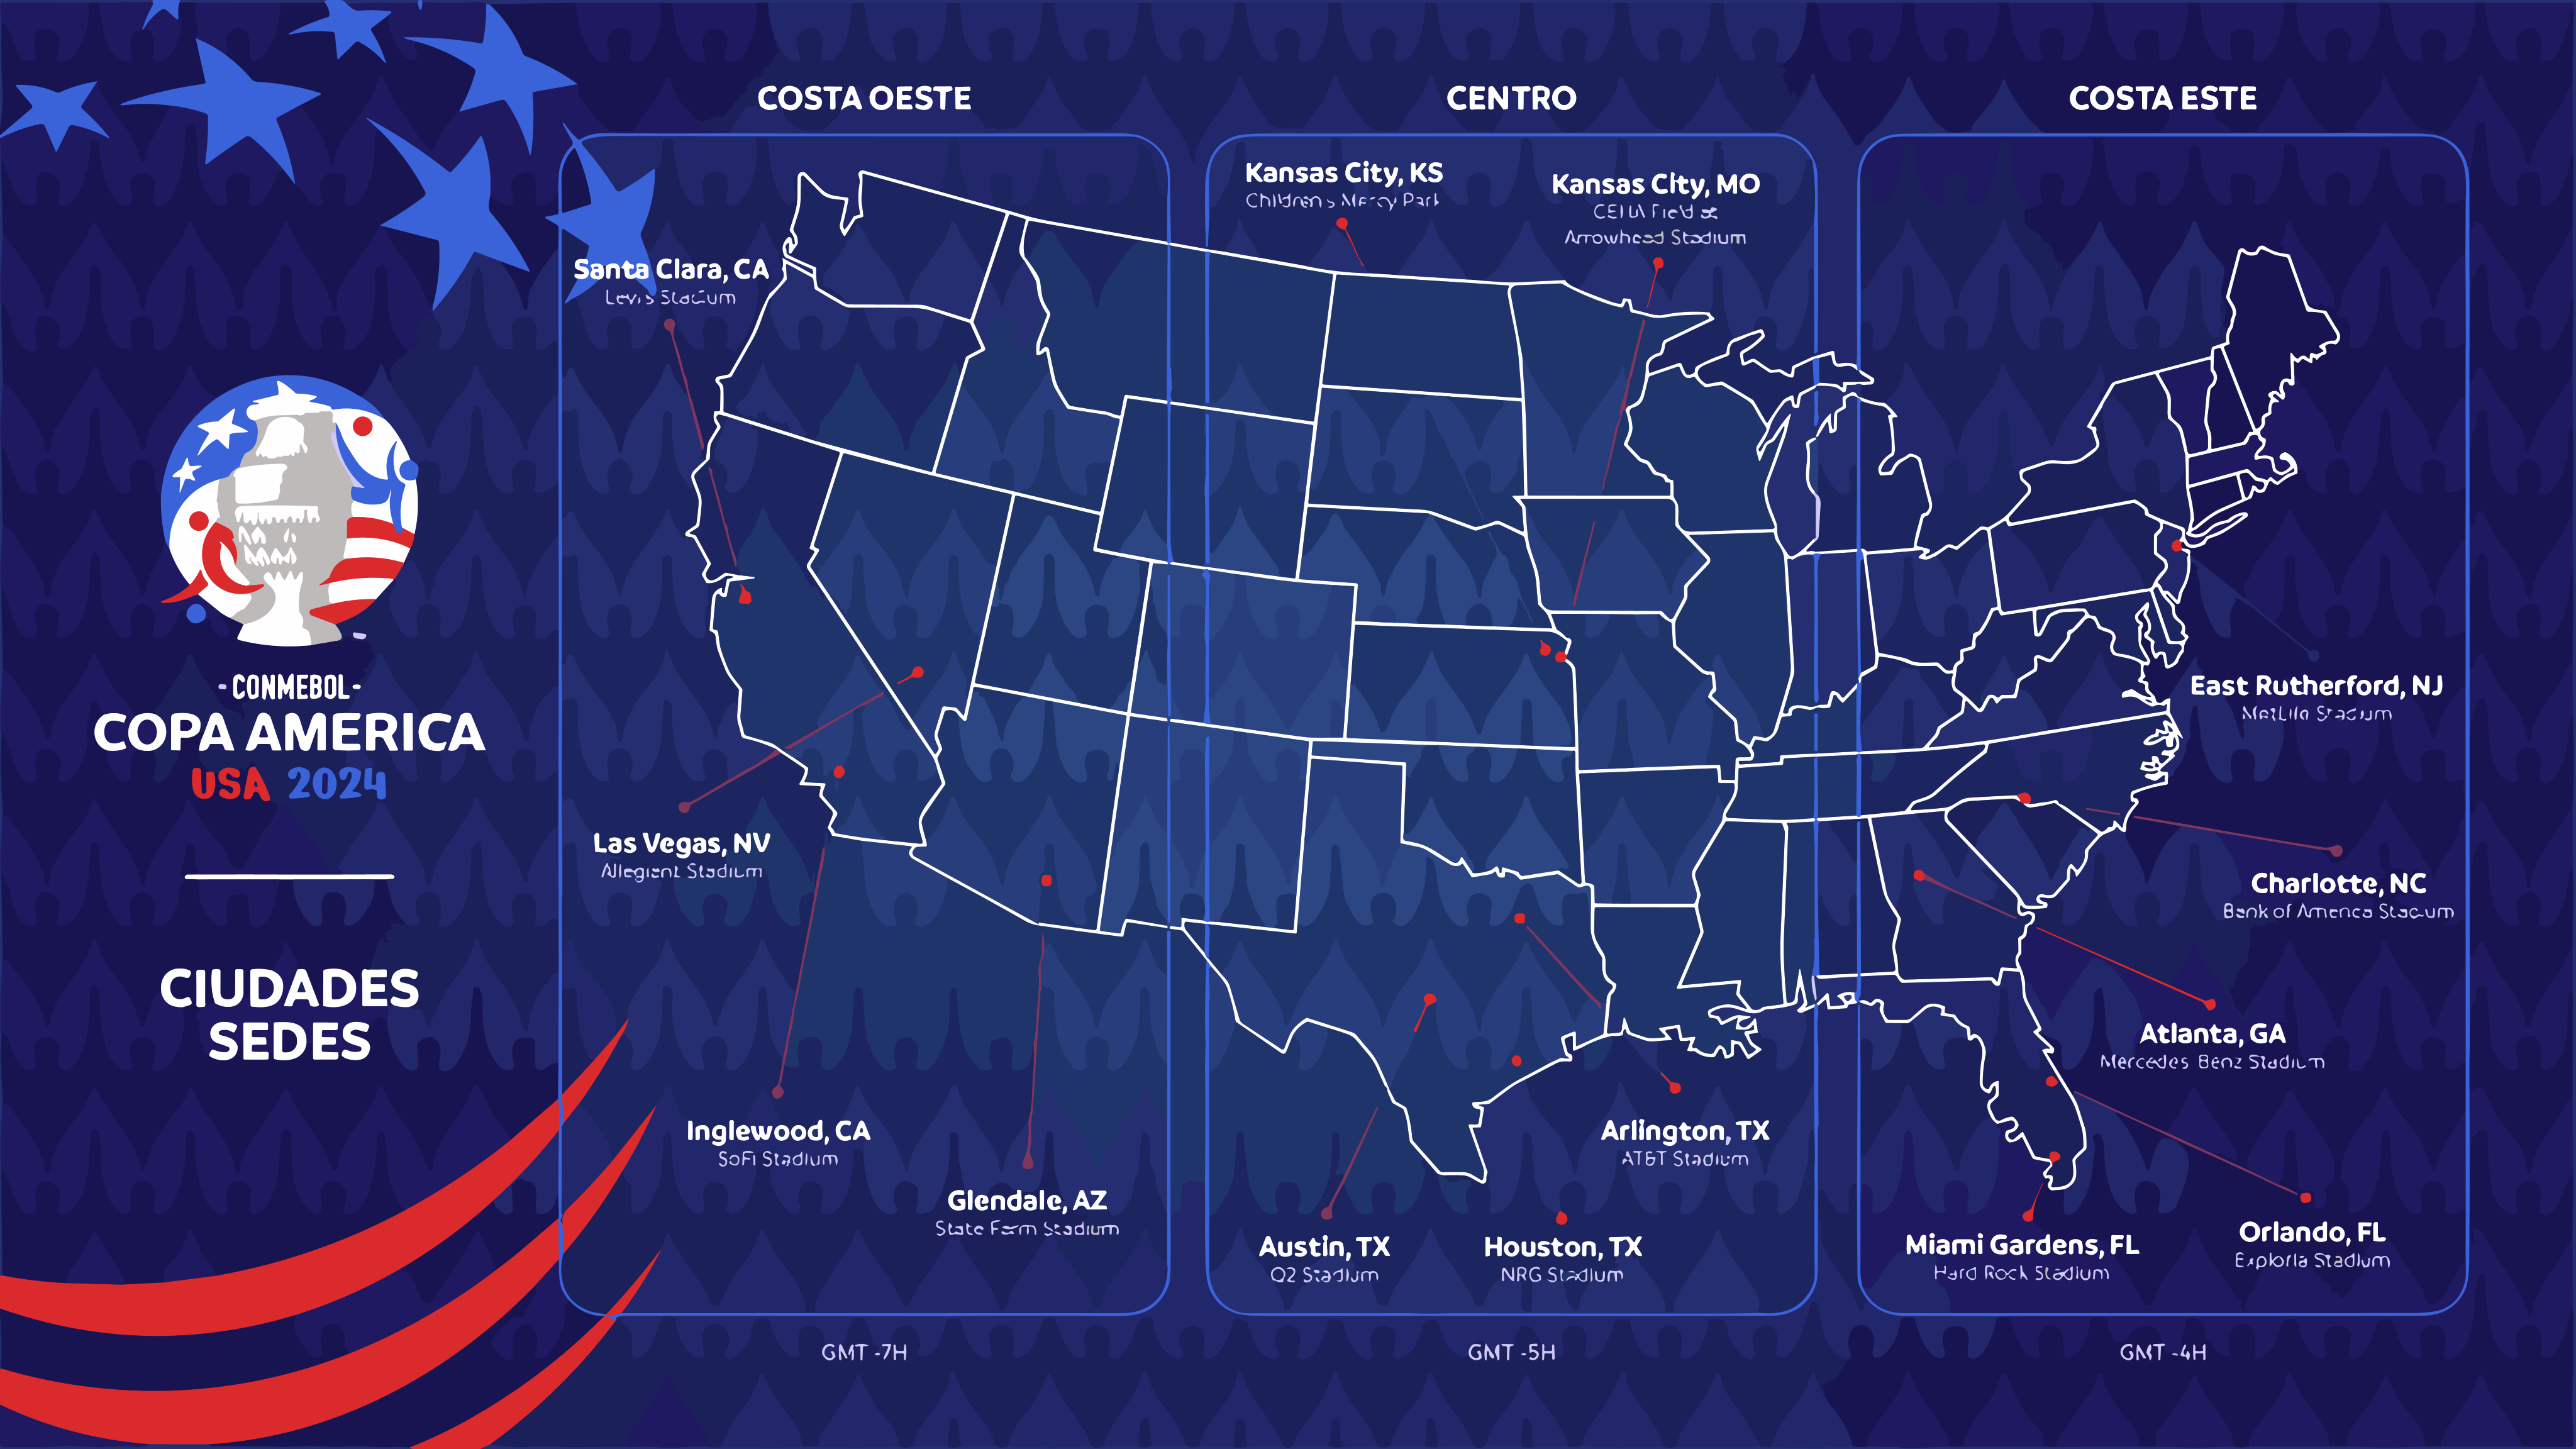 COSTA OESTE
CENTRO
COSTA ESTE
Kansas City, KS
Children's Mercy Park
Kansas City, MO
Field at
Arrowhead Stadium
Santa Clara, CA
Levi's Stadium
-CONMEBOL-
COPA AMERICA
USA 2024
CIUDADES
SEDES
Las Vegas, NV
Allegiant Stadium
Inglewood, CA
SoFi Stadium
Glendale, AZ
State Farm Stadium
Austin, TX
Q2 Stadium
Houston, TX
NRG Stadium
Arlington, TX
AT&T Stadium
East Rutherford, NJ
MetLife Stadium
Charlotte, NC
Bank of America Stadium
Atlanta, GA
Mercedes Benz Stadium
Miami Gardens, FL
Hard Rock Stadium
Orlando, FL
Exploria Stadium
GMT -7H
GMT -5H
GMT -4H